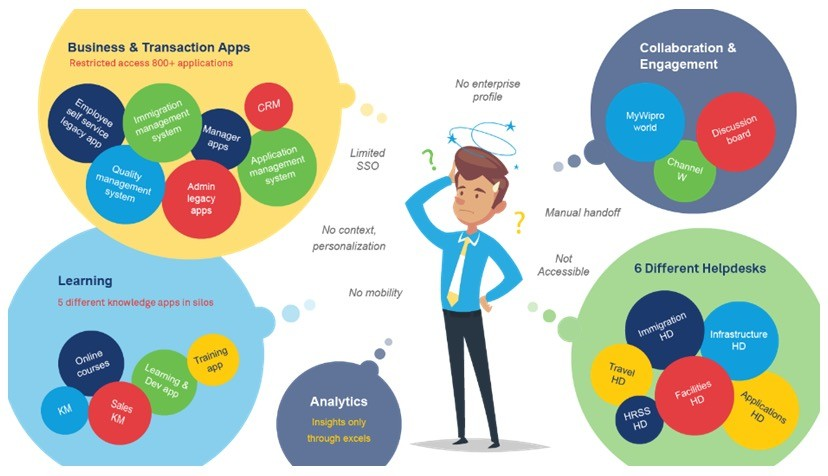 Business & Transaction Apps
Restricted access 800+ applications
Employee
self service
legacy app
Immigration
management
system
Manager
apps
CRM
Quality
management
system
Admin
legacy
apps
Application
management
system
Learning
5 different knowledge apps in silos
Online
courses
KM
Sales
KM
Learning &
Dev app
Training
app
Analytics
Insights only
through excels
No enterprise
profile
Limited
SSO
No context,
personalization
No mobility
?
?
Manual handoff
Not
Accessible
Collaboration &
Engagement
MyWipro
world
Channel
W
Discussion
board
6 Different Helpdesks
Immigration
HD
Infrastructure
HD
Travel
HD
Facilities
HD
HRSS
HD
Applications
HD